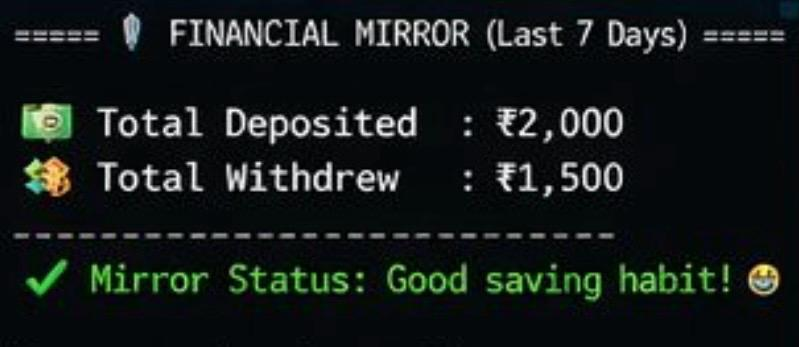 ===== FINANCIAL MIRROR (Last 7 Days) =====
Total Deposited : ₹2,000
Total Withdrew : ₹1,500
-----------------------------
Mirror Status: Good saving habit!